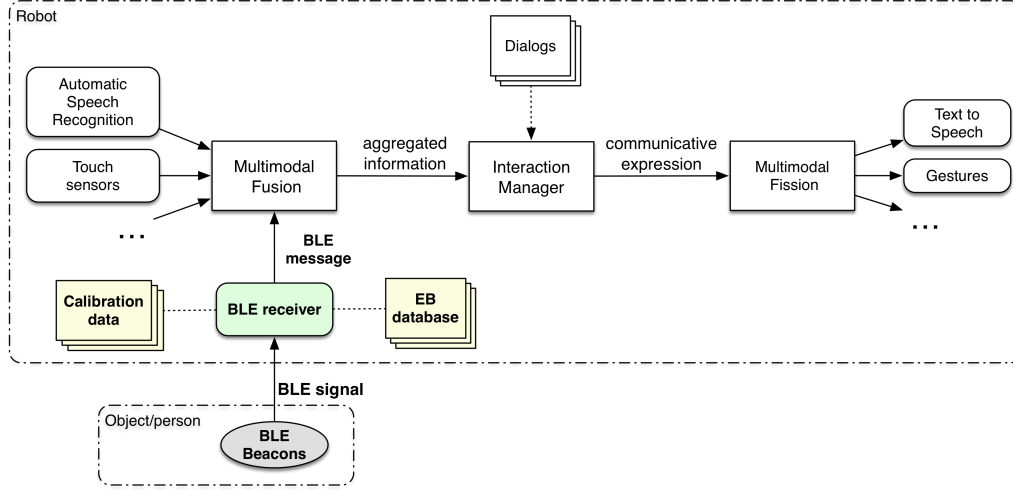 Robot
Dialogs
Automatic
Speech
Recognition
Touch
sensors
...
Multimodal
Fusion
aggregated
information
Interaction
Manager
communicative
expression
Multimodal
Fission
Text to
Speech
Gestures
...
BLE
message
Calibration
data
BLE receiver
EB
database
BLE signal
Object/person
BLE
Beacons